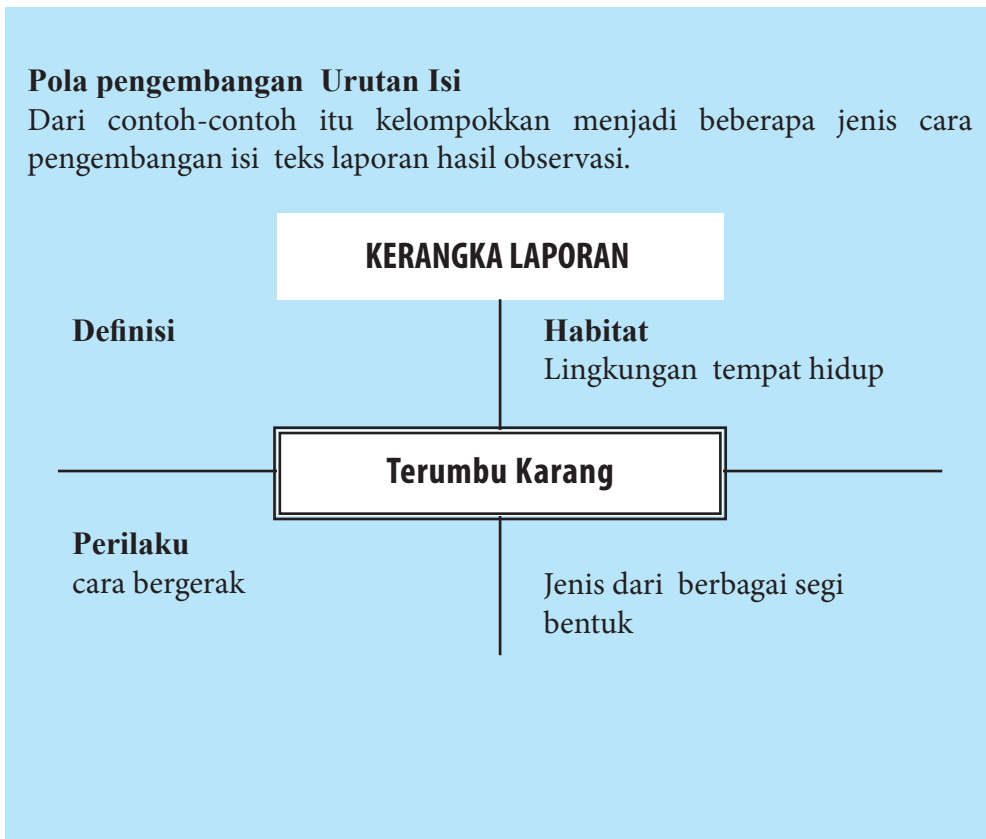 Pola pengembangan Urutan Isi
Dari contoh-contoh itu kelompokkan menjadi beberapa jenis cara
pengembangan isi teks laporan hasil observasi.
KERANGKA LAPORAN
Definisi
Habitat
Lingkungan tempat hidup
Terumbu Karang
Perilaku
cara bergerak
Jenis dari berbagai segi
bentuk